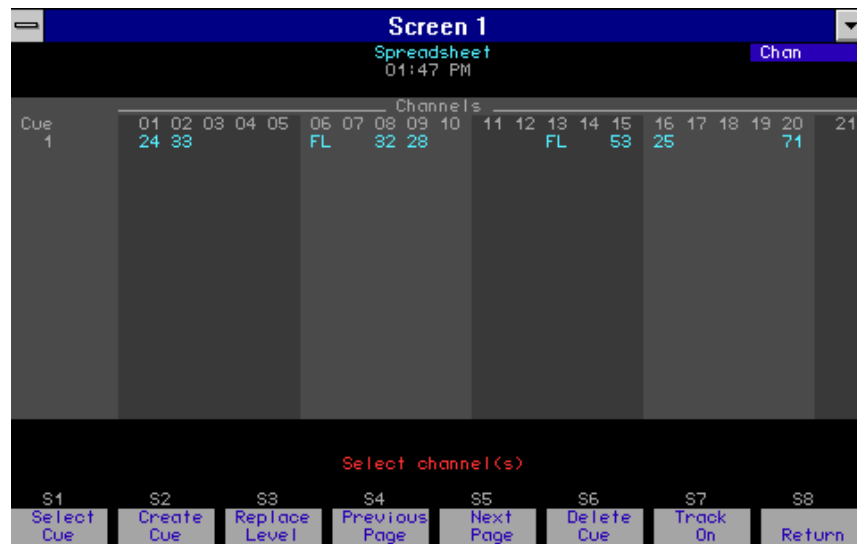 Screen 1
Spreadsheet Chan
01:47 PM
Channels
Cue 01 02 03 04 05 06 07 08 09 10 11 12 13 14 15 16 17 18 19 20 21
1 24 33 FL 32 28 FL 53 25 71
Select channel(s)
S1 S2 S3 S4 S5 S6 S7 S8
Select Create Replace Previous Next Delete Track
Cue Cue Level Page Page Cue On Return